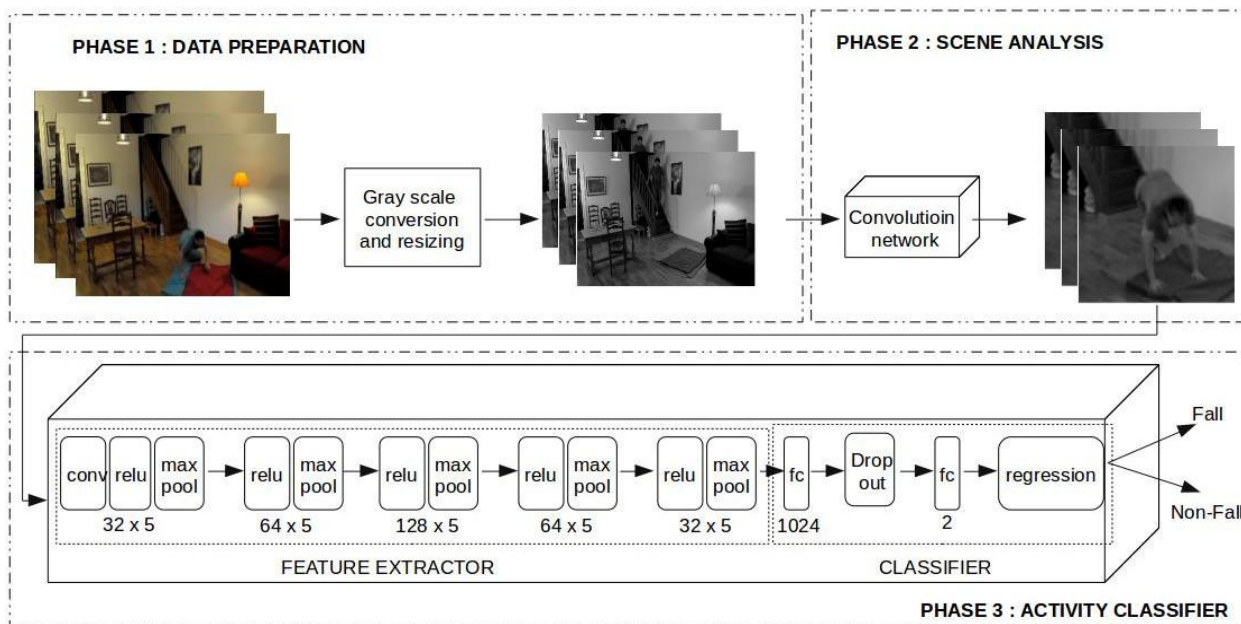 PHASE 1 : DATA PREPARATION
PHASE 2 : SCENE ANALYSIS
Gray scale
conversion
and resizing
Convolutioin
network
conv relu max pool
32 x 5
relu max pool
64 x 5
relu max pool
128 x 5
relu max pool
64 x 5
relu max pool
32 x 5
fc
1024
Drop
out
fc
2
regression
Fall
Non-Fall
FEATURE EXTRACTOR
CLASSIFIER
PHASE 3 : ACTIVITY CLASSIFIER